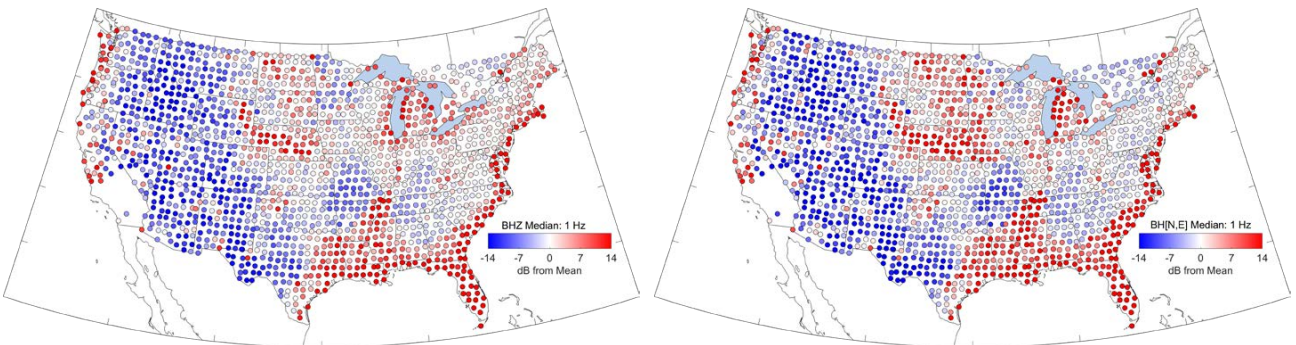 BHZ Median: 1 Hz
-14 -7 0 7 14
dB from Mean
BH[N,E] Median: 1 Hz
-14 -7 0 7 14
dB from Mean